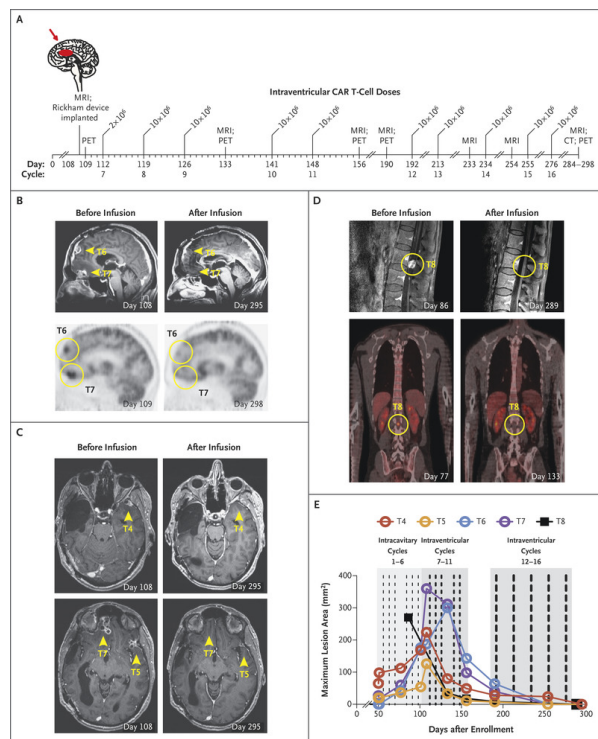 A
MRI;
Rickham device
implanted
Intraventricular CAR T-Cell Doses
PET
2×10⁶
10×10⁶
10×10⁶
MRI;
PET
10×10⁶
10×10⁶
MRI;
PET
MRI;
PET
10×10⁶
10×10⁶
MRI
10×10⁶
MRI
10×10⁶
10×10⁶
MRI;
CT; PET
Day: 0 108 109 112 119 126 133 141 148 156 190 192 213 233 234 254 255 276 284–298
Cycle: 7 8 9 10 11 12 13 14 15 16
B
Before Infusion After Infusion
T6 T6
T7 T7
Day 108 Day 295
T6 T6
T7 T7
Day 109 Day 298
C
Before Infusion After Infusion
T4 T4
Day 108 Day 295
T7 T7
T5 T5
Day 108 Day 295
D
Before Infusion After Infusion
T8 T8
Day 86 Day 289
T8 T8
Day 77 Day 133
E
T4 T5 T6 T7 T8
Intracavitary
Cycles
1–6
Intraventricular
Cycles
7–11
Intraventricular
Cycles
12–16
Maximum Lesion Area (mm²)
400
300
200
100
0
0 50 100 150 200 250 300
Days after Enrollment